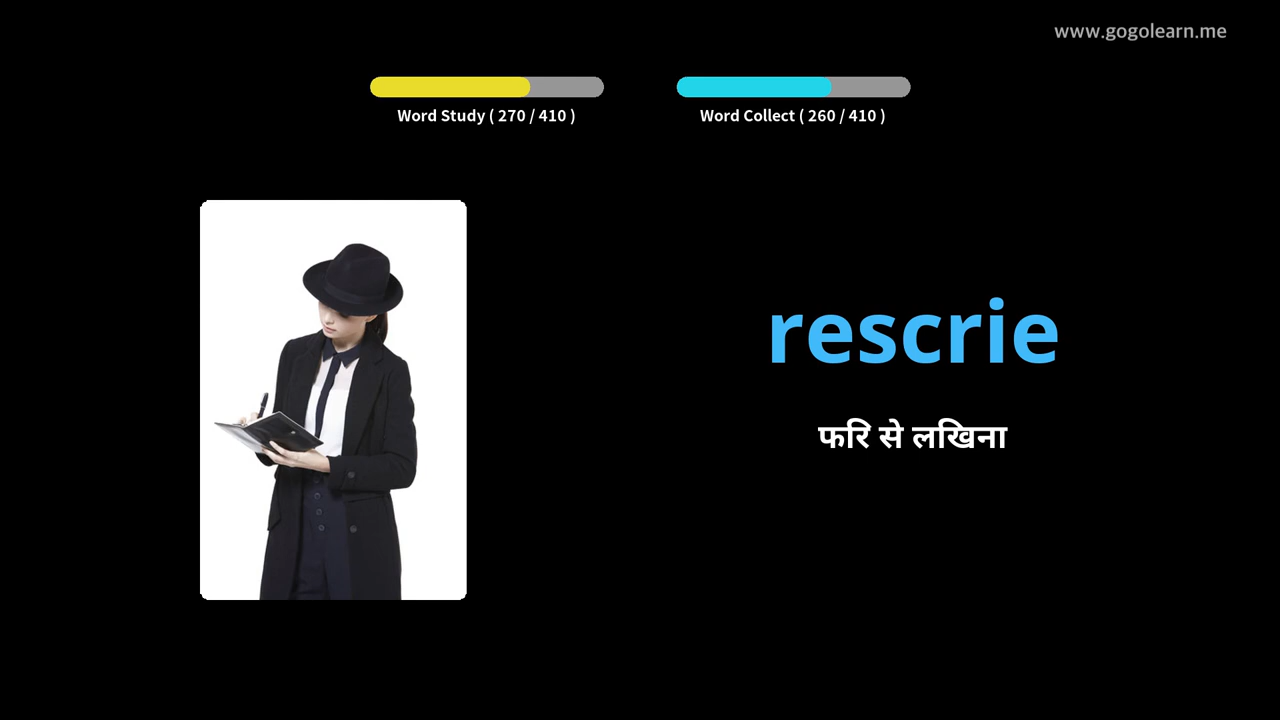 www.gogolearn.me
Word Study ( 270 / 410 )
Word Collect ( 260 / 410 )
rescrie
फरि से लखिना